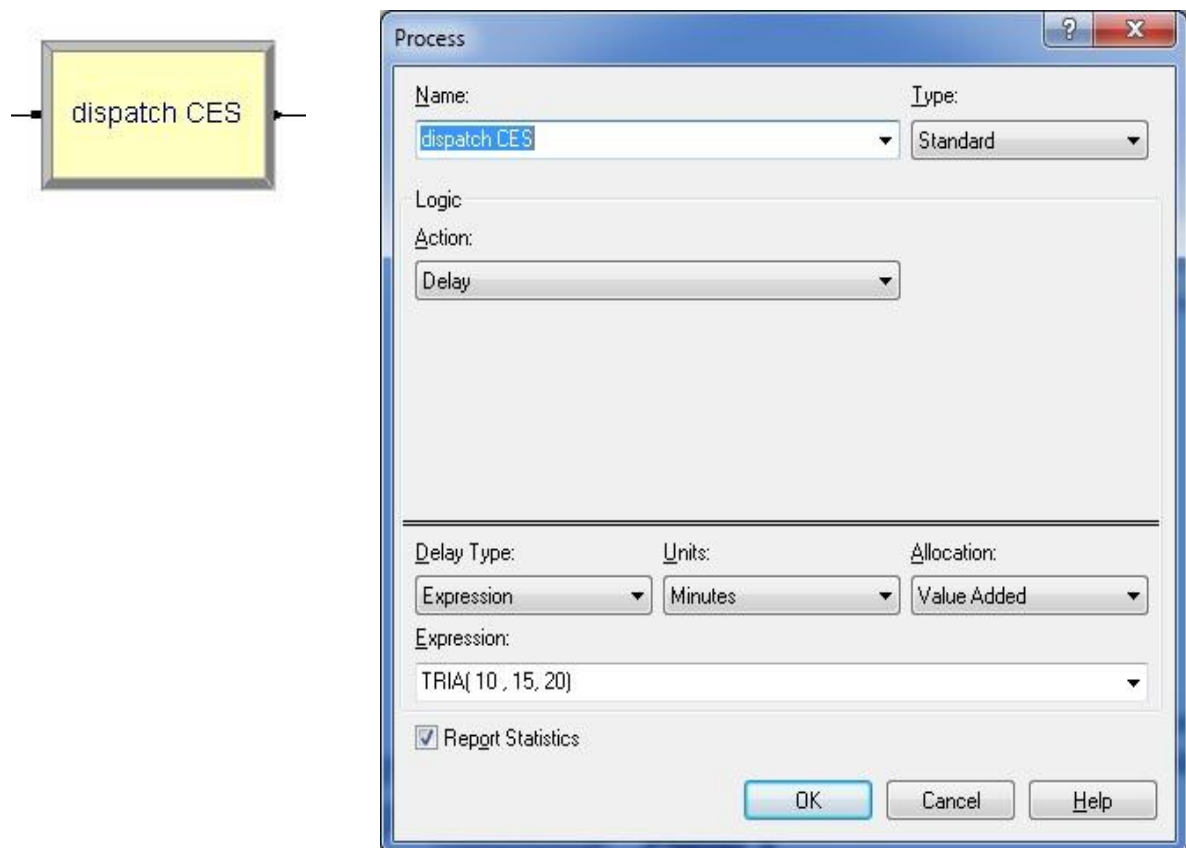 dispatch CES
Process
?
X
Name:
Type:
dispatch CES
Standard
Logic
Action:
Delay
Delay Type:
Units:
Allocation:
Expression
Minutes
Value Added
Expression:
TRIA( 10 , 15, 20)
Report Statistics
OK
Cancel
Help